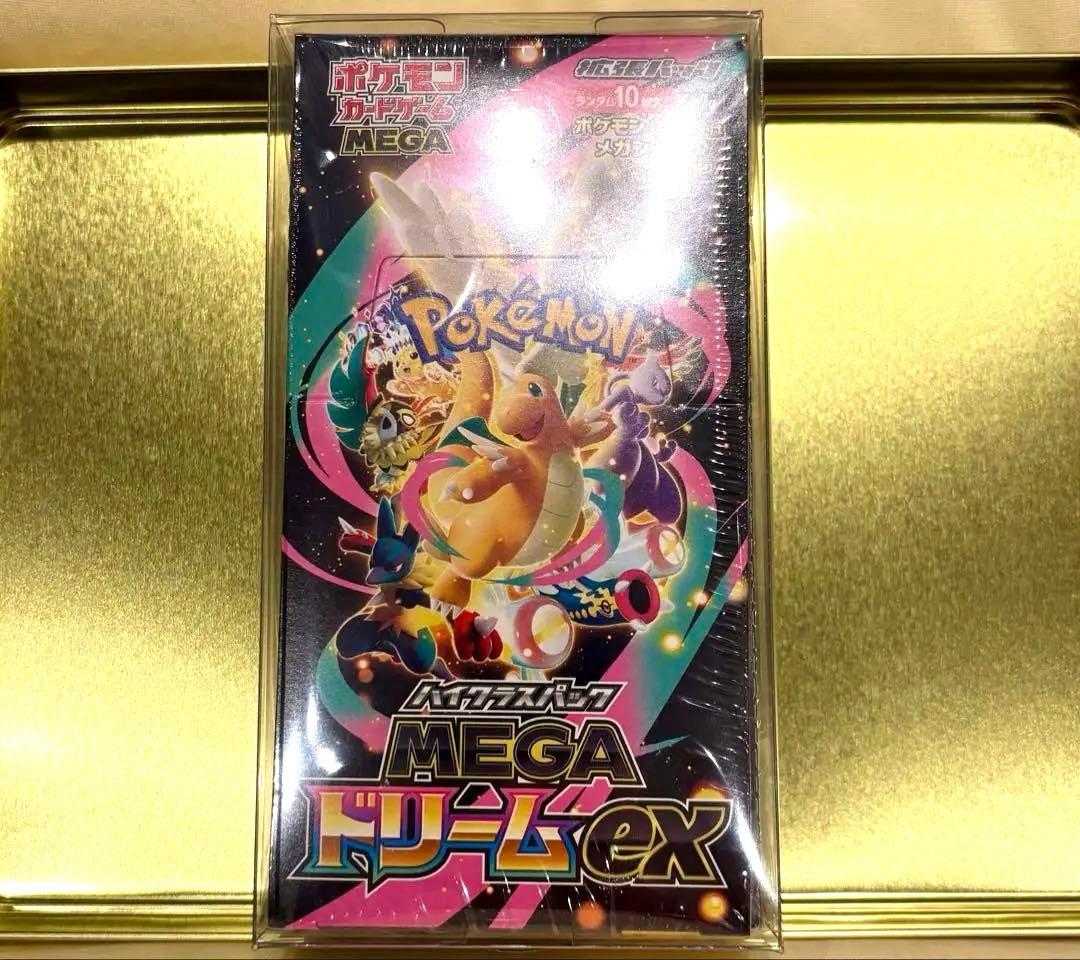 ポケモン
カードゲーム
MEGA
拡張パック
ランダム10
ポケモン
メガ
POKéMON
ハイクラスパック
MEGA
ドリームex